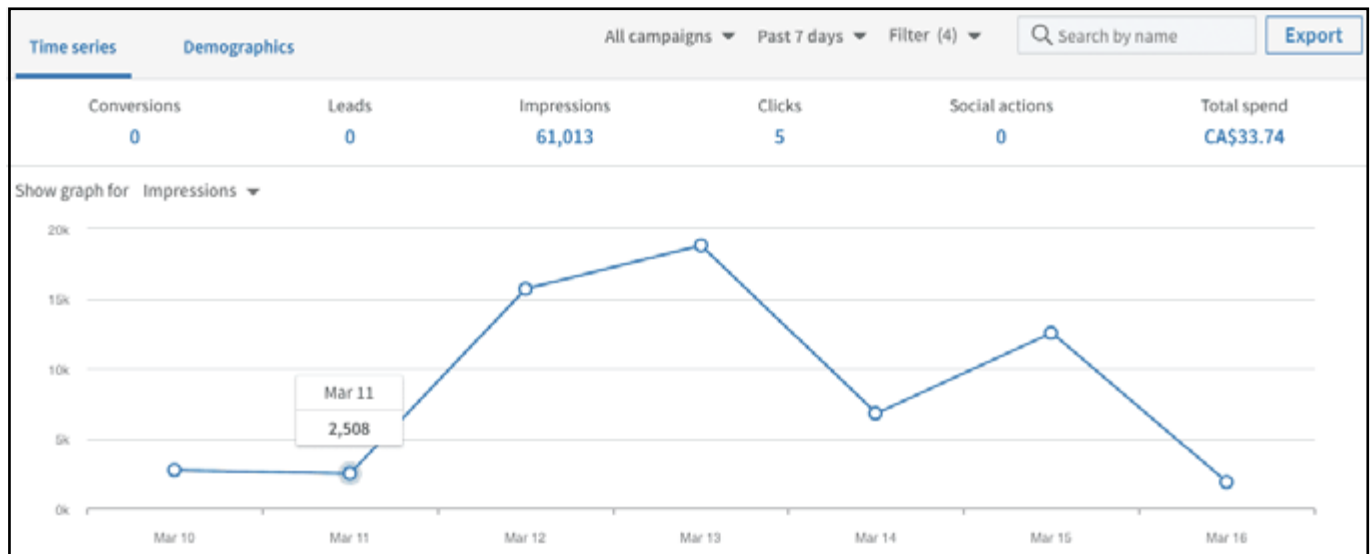 Time series Demographics All campaigns Past 7 days Filter (4) Search by name Export
Conversions Leads Impressions Clicks Social actions Total spend
0 0 61,013 5 0 CA$33.74
Show graph for Impressions
20k
15k
10k
Mar 11
2,508
5k
0k
Mar 10 Mar 11 Mar 12 Mar 13 Mar 14 Mar 15 Mar 16